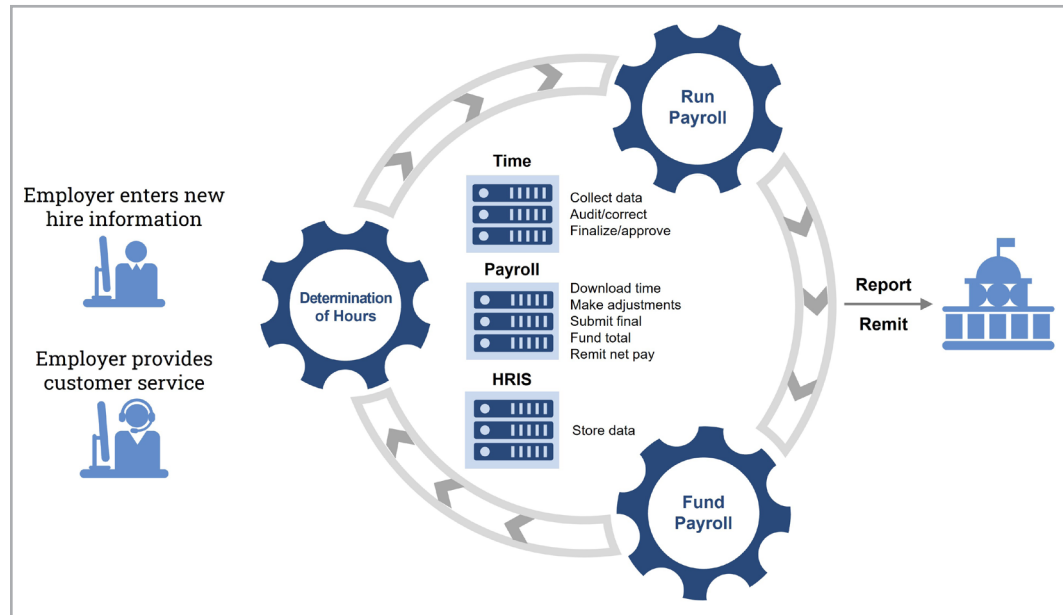 Employer enters new
hire information
Employer provides
customer service
Determination
of Hours
Run
Payroll
Time
Collect data
Audit/correct
Finalize/approve
Payroll
Download time
Make adjustments
Submit final
Fund total
Remit net pay
HRIS
Store data
Fund
Payroll
Report
Remit